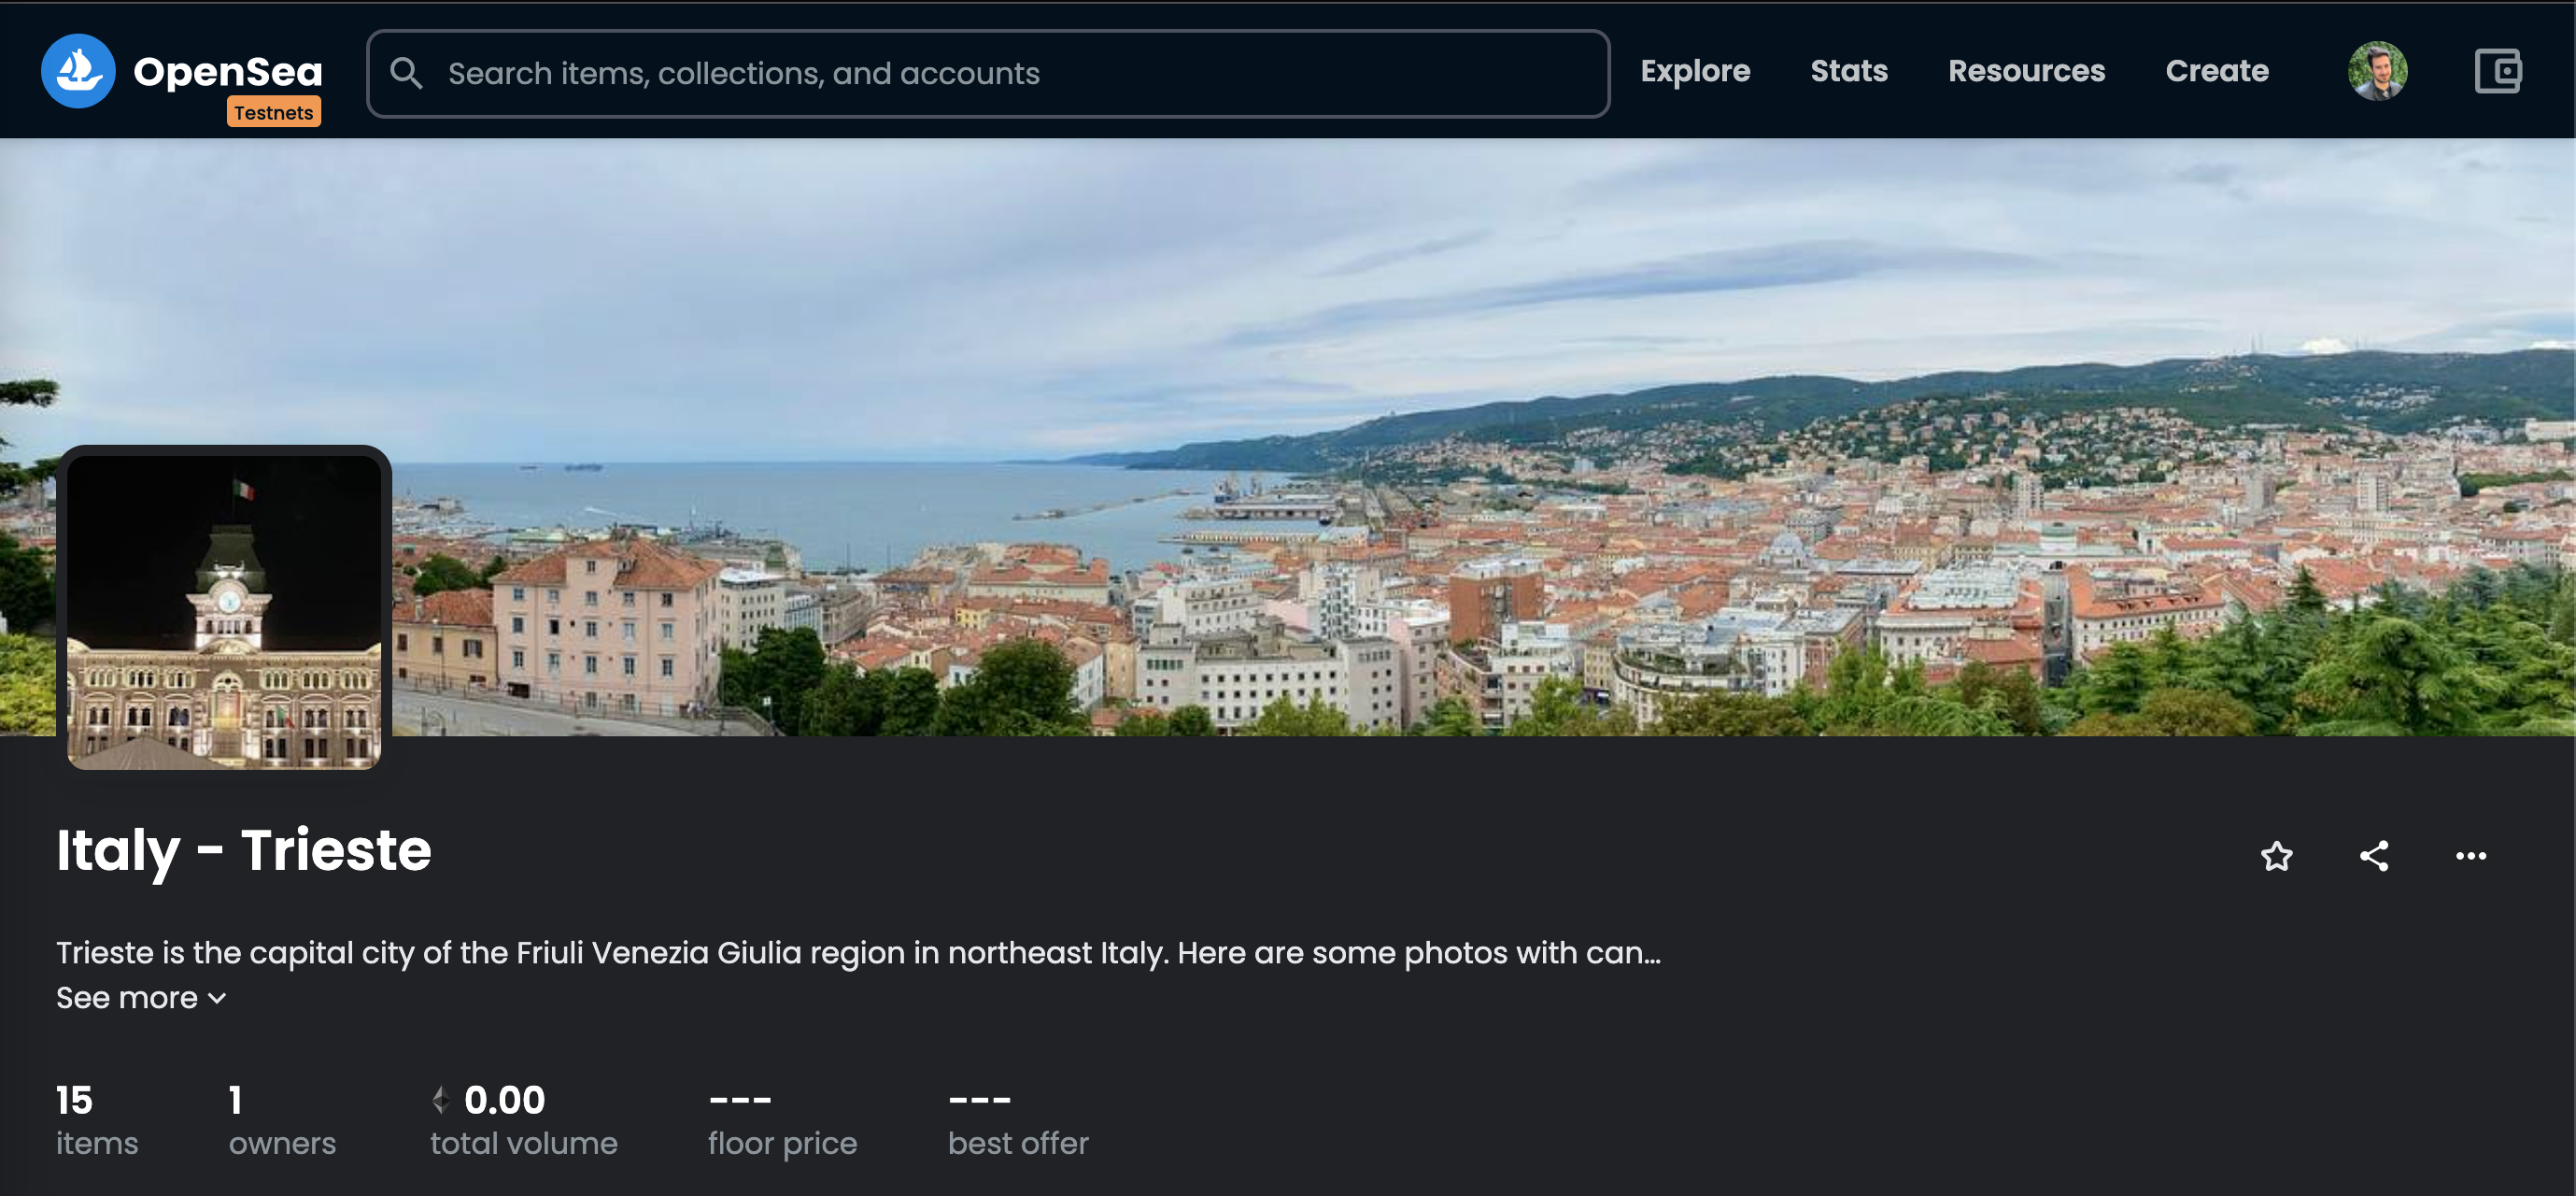 OpenSea
Testnets
Search items, collections, and accounts
Explore
Stats
Resources
Create
Italy - Trieste
Trieste is the capital city of the Friuli Venezia Giulia region in northeast Italy. Here are some photos with can...
See more
15
items
1
owners
0.00
total volume
---
floor price
---
best offer